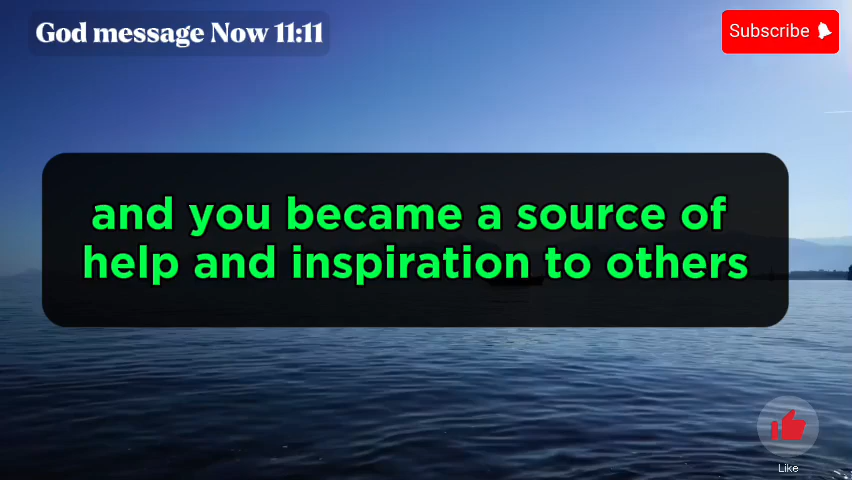 God message Now 11:11
Subscribe
and you became a source of
help and inspiration to others
Like